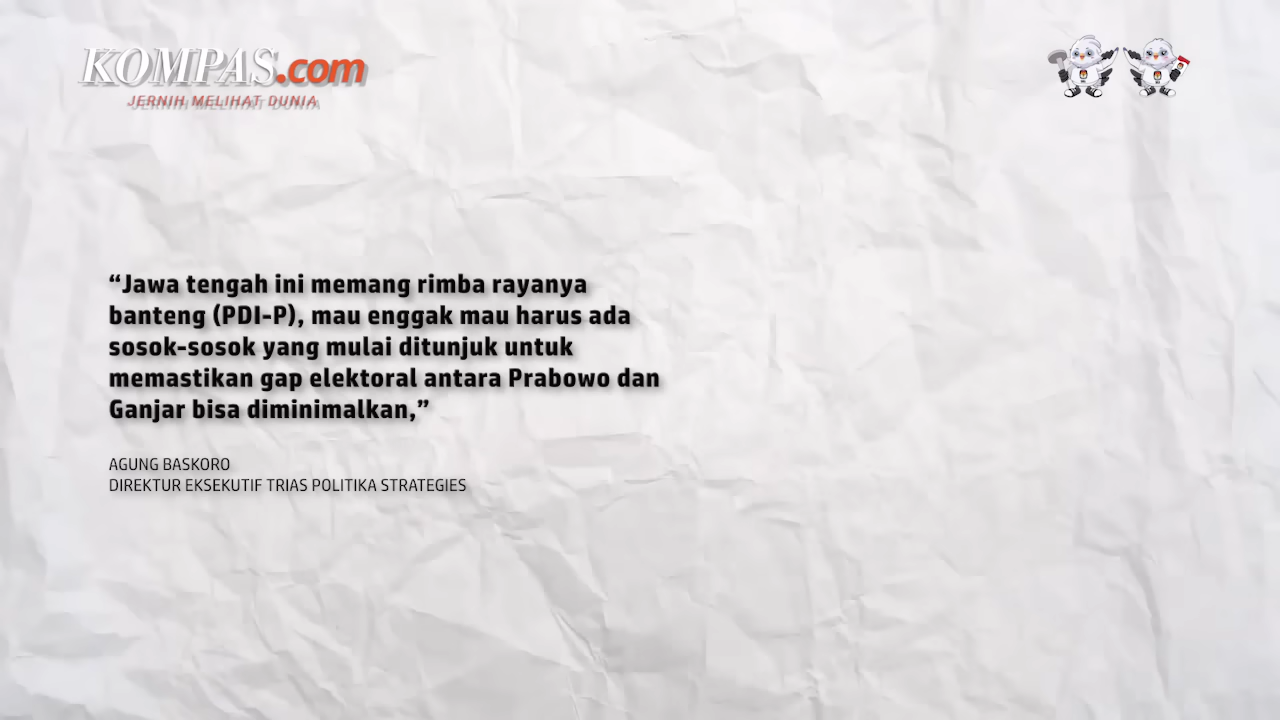 KOMPAS.com
JERNIH MELIHAT DUNIA
“Jawa tengah ini memang rimba rayanya
banteng (PDI-P), mau enggak mau harus ada
sosok-sosok yang mulai ditunjuk untuk
memastikan gap elektoral antara Prabowo dan
Ganjar bisa diminimalkan,”
AGUNG BASKORO
DIREKTUR EKSEKUTIF TRIAS POLITIKA STRATEGIES